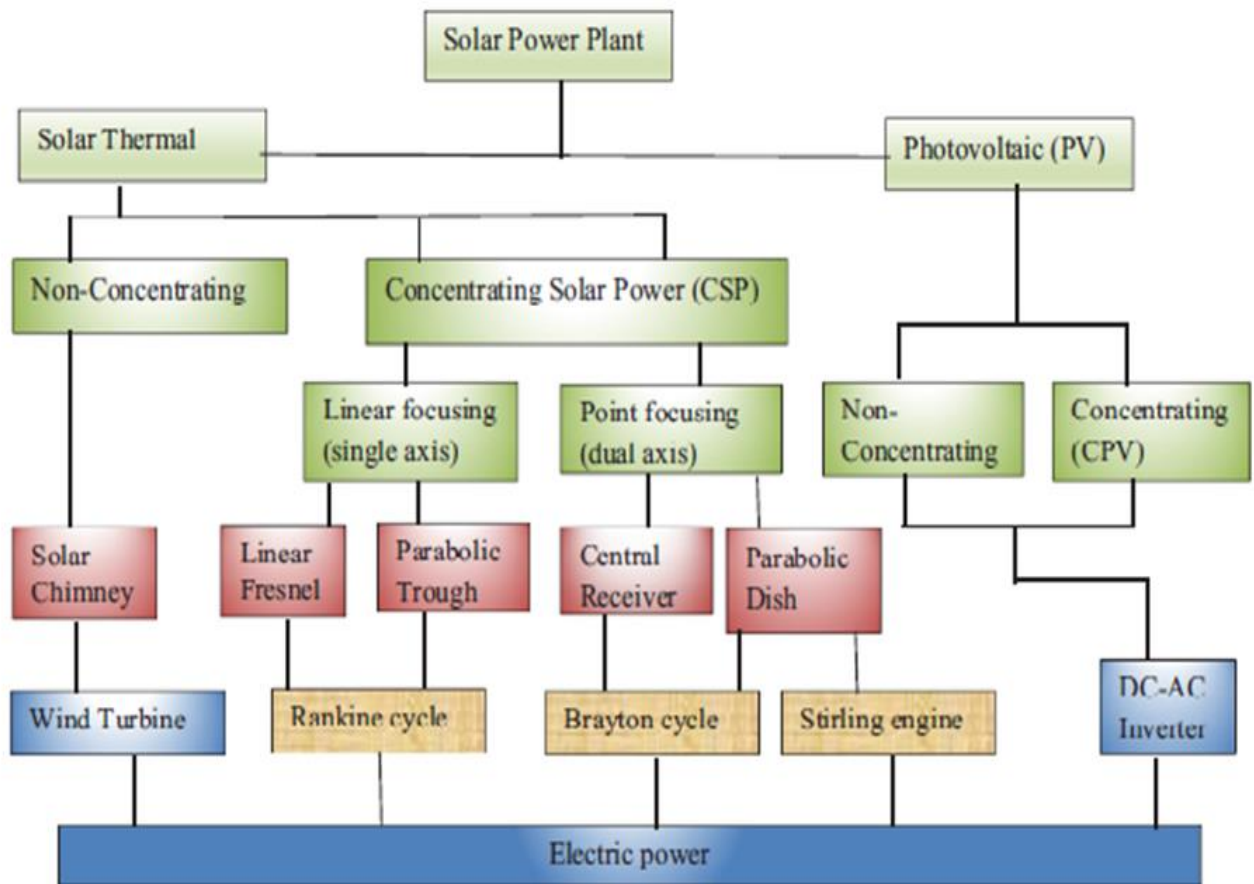 Solar Power Plant
Solar Thermal
Photovoltaic (PV)
Non-Concentrating
Concentrating Solar Power (CSP)
Linear focusing
(single axis)
Point focusing
(dual axis)
Non-
Concentrating
Concentrating
(CPV)
Solar
Chimney
Linear
Fresnel
Parabolic
Trough
Central
Receiver
Parabolic
Dish
Wind Turbine
Rankine cycle
Brayton cycle
Stirling engine
DC-AC
Inverter
Electric power